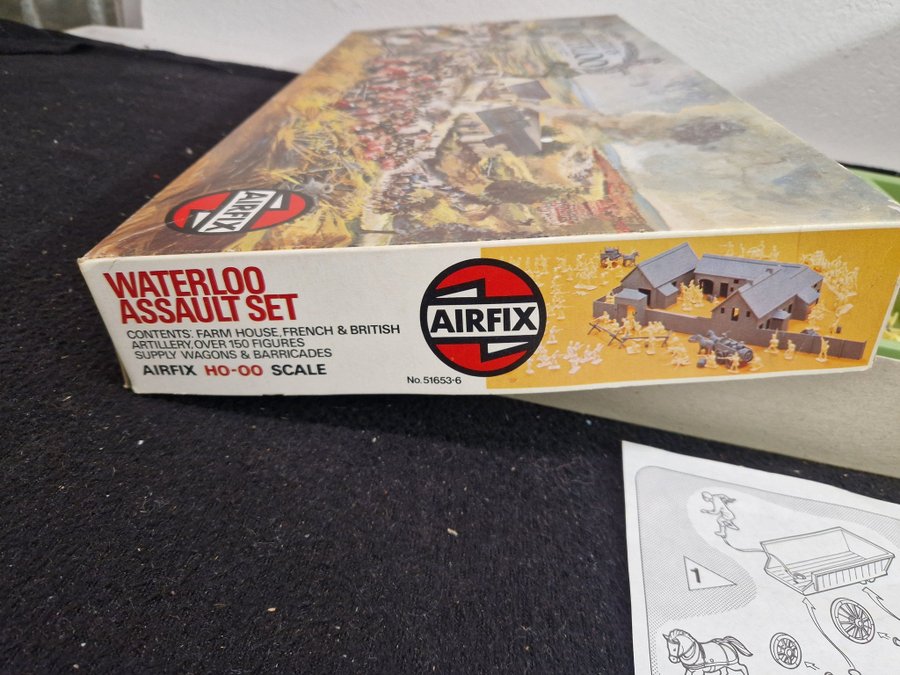 AIRFIX
WATERLOO
ASSAULT SET
CONTENTS: FARM HOUSE, FRENCH & BRITISH
ARTILLERY, OVER 150 FIGURES
SUPPLY WAGONS & BARRICADES
AIRFIX HO-OO SCALE
AIRFIX
No. 51653-6
1